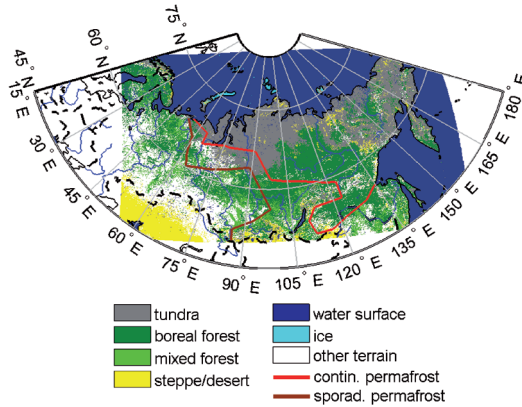 75° N
60° N
45° N
15° E
30° E
45° E
60° E
75° E
90° E
105° E
120° E
135° E
150° E
165° E
180° E
tundra
boreal forest
mixed forest
steppe/desert
water surface
ice
other terrain
contin. permafrost
sporad. permafrost